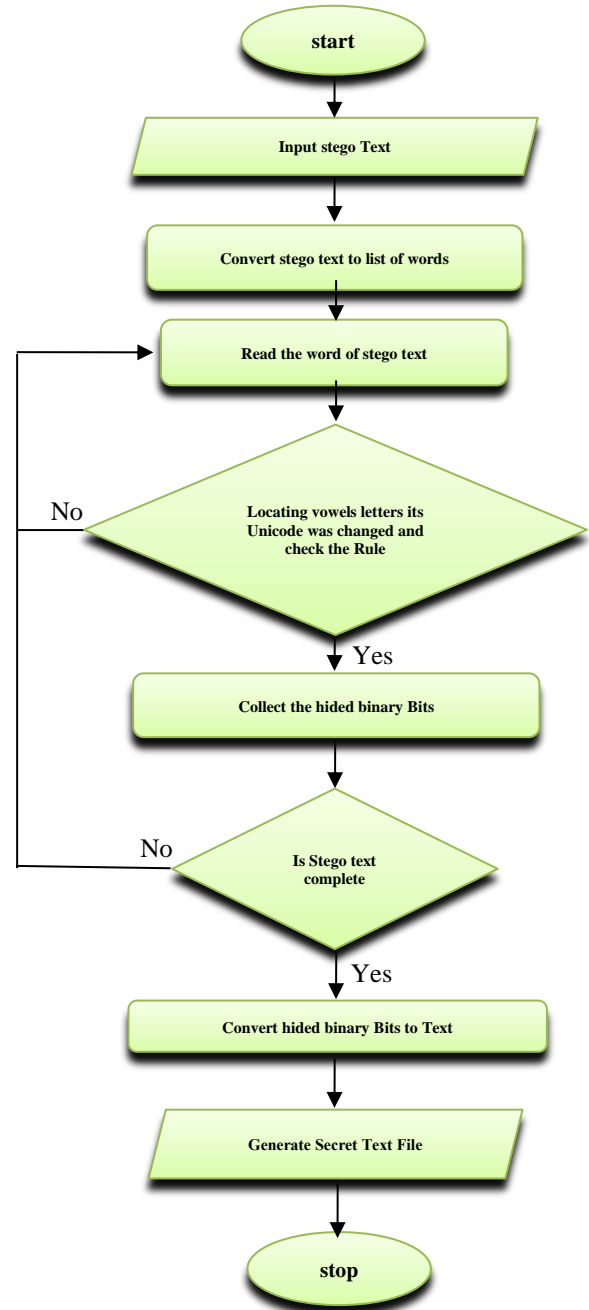 start
Input stego Text
Convert stego text to list of words
Read the word of stego text
No
Locating vowels letters its
Unicode was changed and
check the Rule
Yes
Collect the hided binary Bits
No
Is Stego text
complete
Yes
Convert hided binary Bits to Text
Generate Secret Text File
stop